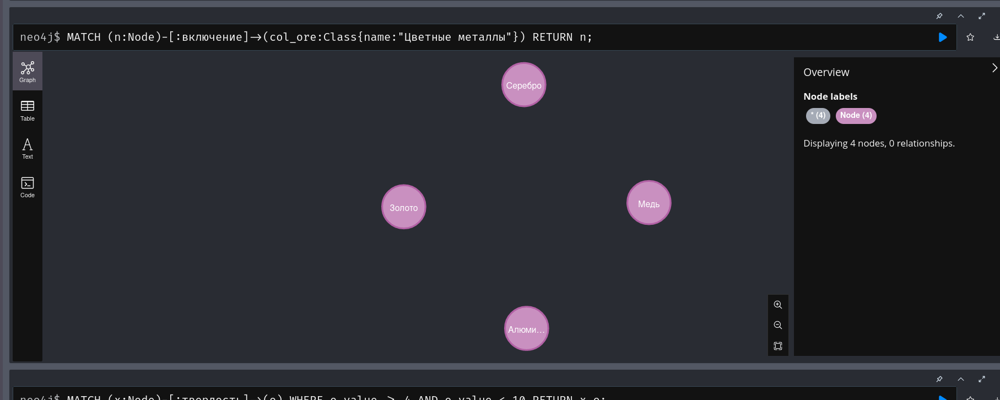 neo4j$ MATCH (n:Node)-[:включение]→(col_ore:Class{name:"Цветные металлы"}) RETURN n;
Graph
Table
Text
Code
Серебро
Золото
Медь
Алюми...
Overview
Node labels
* (4) Node (4)
Displaying 4 nodes, 0 relationships.
neo4j$ MATCH (x:Node)-[:твердость]→(e) WHERE e.value > 4 AND e.value < 10 RETURN x,e;